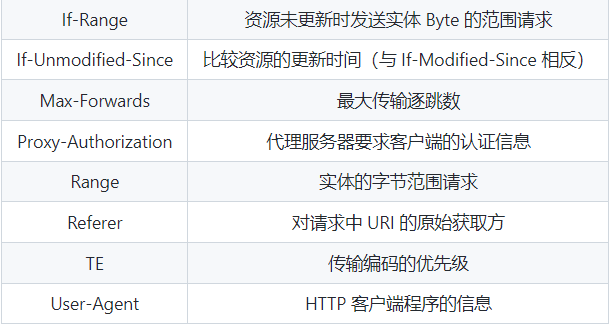 If-Range 资源未更新时发送实体 Byte 的范围请求
If-Unmodified-Since 比较资源的更新时间（与 If-Modified-Since 相反）
Max-Forwards 最大传输逐跳数
Proxy-Authorization 代理服务器要求客户端的认证信息
Range 实体的字节范围请求
Referer 对请求中 URI 的原始获取方
TE 传输编码的优先级
User-Agent HTTP 客户端程序的信息